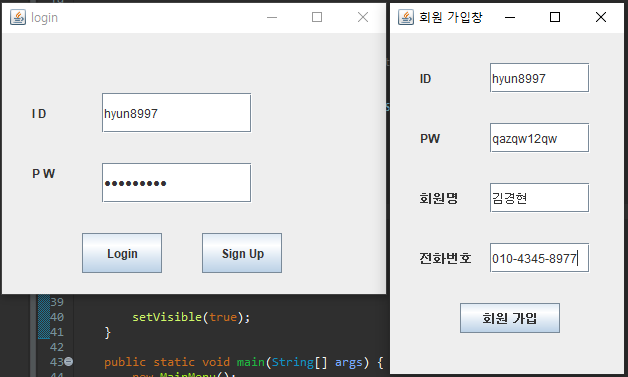 login
I D
hyun8997
P W
•••••••••
Login
Sign Up
회원 가입창
ID
hyun8997
PW
qazqw12qw
회원명
김경현
전화번호
010-4345-8977
회원 가입
39
40 setVisible(true);
41 }
42
43 public static void main(String[] args) {
44 new MainMenu();